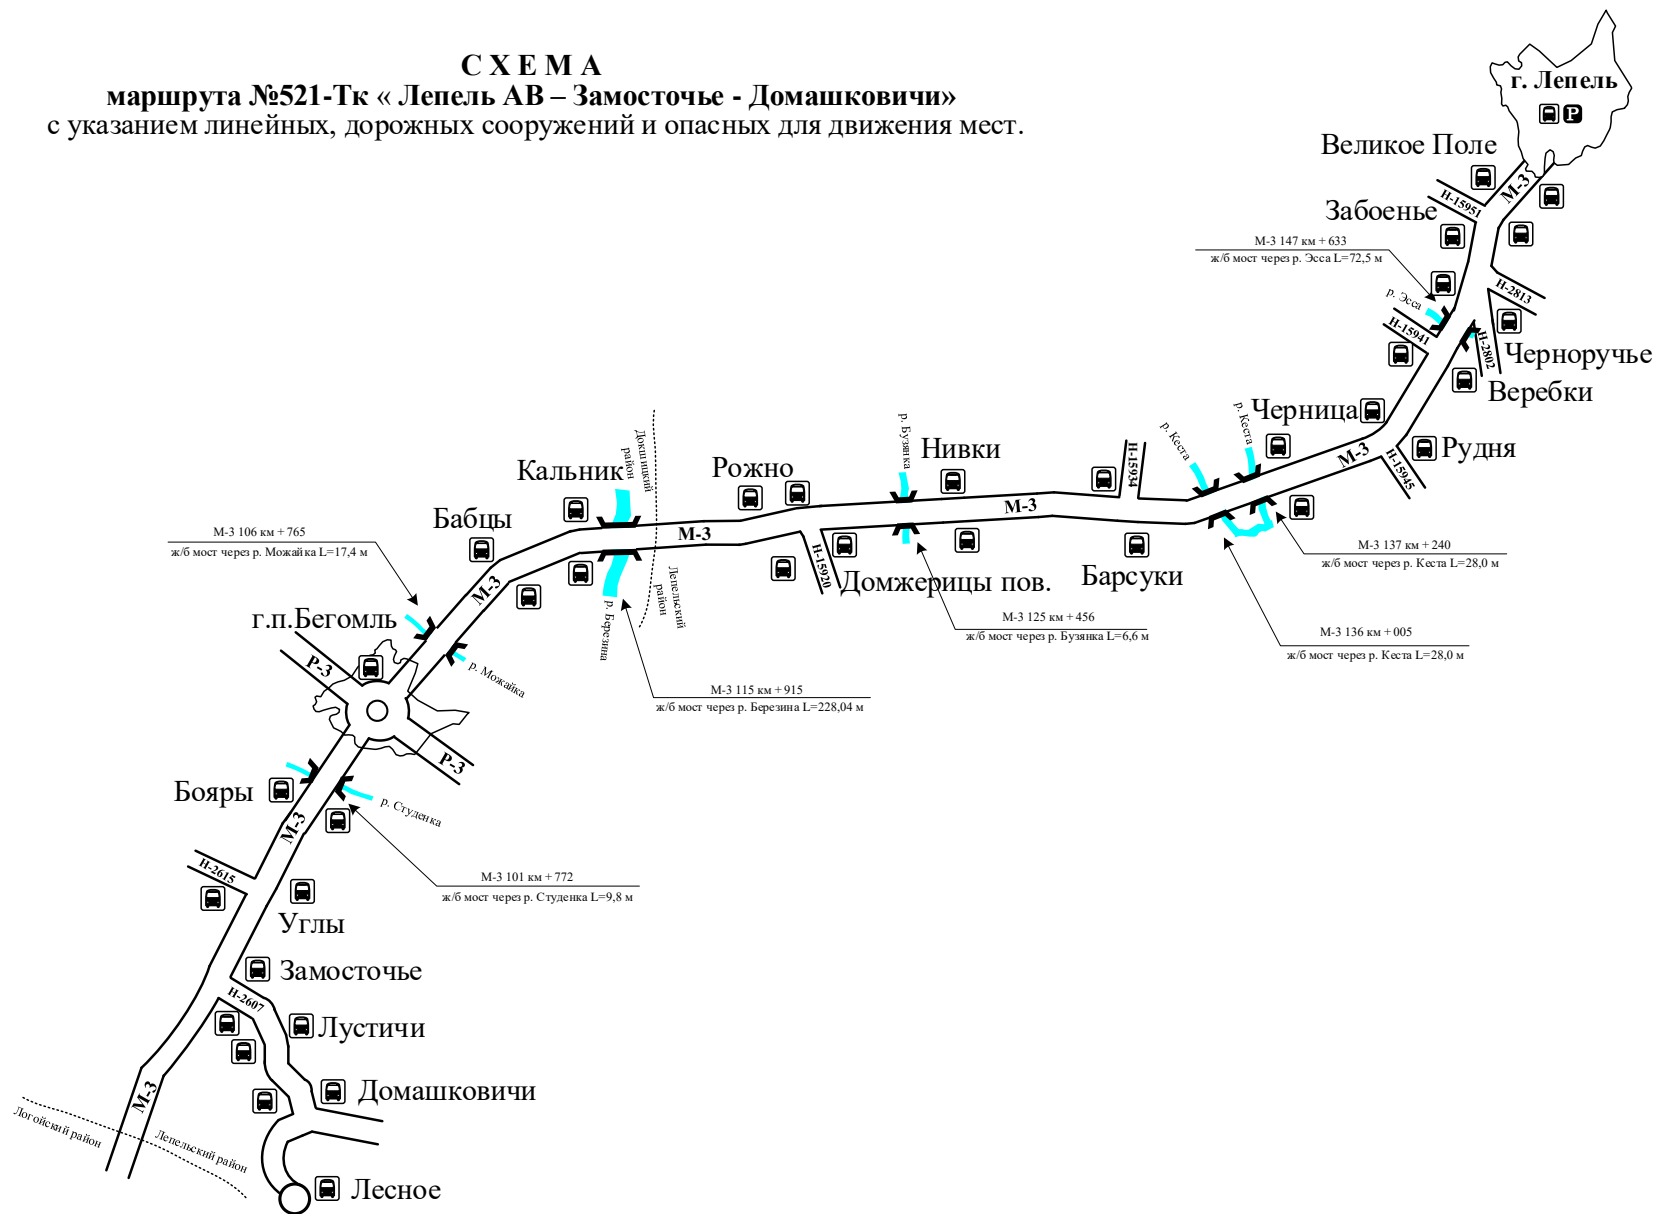 С Х Е М А
маршрута №521-Тк « Лепель АВ – Замосточье - Домашковичи»
с указанием линейных, дорожных сооружений и опасных для движения мест.
г. Лепель
P
Великое Поле
М-3
Н-15951
Забоенье
М-3 147 км + 633
ж/б мост через р. Эсса L=72,5 м
Н-2813
р. Эсса
Н-15941
Н-2802
Черноручье
Веребки
Черница
Рудня
Н-15945
М-3
р. Кеста
р. Кеста
Н-15934
М-3 137 км + 240
ж/б мост через р. Кеста L=28,0 м
М-3 136 км + 005
ж/б мост через р. Кеста L=28,0 м
Барсуки
М-3
Нивки
р. Бузянка
М-3 125 км + 456
ж/б мост через р. Бузянка L=6,6 м
Домжерицы пов.
Н-15920
Рожно
М-3
Докшицкий
район
Лепельский
район
Кальник
р. Березина
М-3 115 км + 915
ж/б мост через р. Березина L=228,04 м
Бабцы
М-3
М-3 106 км + 765
ж/б мост через р. Можайка L=17,4 м
р. Можайка
г.п.Бегомль
Р-3
Р-3
Бояры
р. Студенка
М-3
М-3 101 км + 772
ж/б мост через р. Студенка L=9,8 м
Н-2615
Углы
Замосточье
Н-2607
Лустичи
Домашковичи
М-3
Логойский район
Лепельский район
Лесное